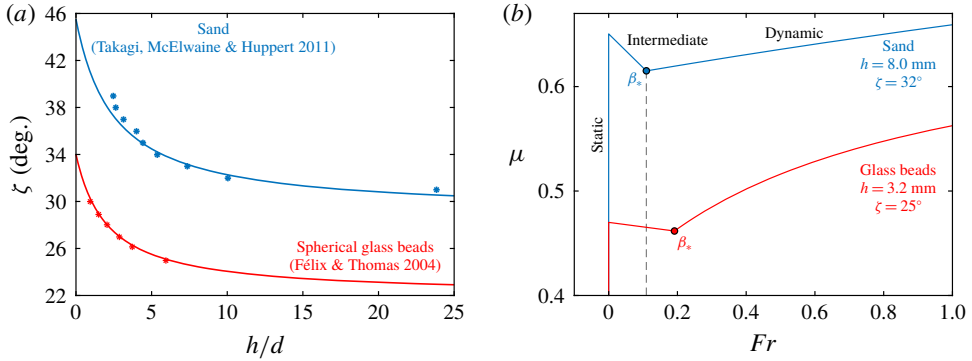 (a)
46
42
38
34
30
26
22
ζ (deg.)
0
5
10
15
20
25
h/d
Sand
(Takagi, McElwaine & Huppert 2011)
Spherical glass beads
(Félix & Thomas 2004)
(b)
0.6
0.5
0.4
μ
0
0.2
0.4
0.6
0.8
1.0
Fr
Static
Intermediate
Dynamic
Sand
h = 8.0 mm
ζ = 32°
β*
Glass beads
h = 3.2 mm
ζ = 25°
β*